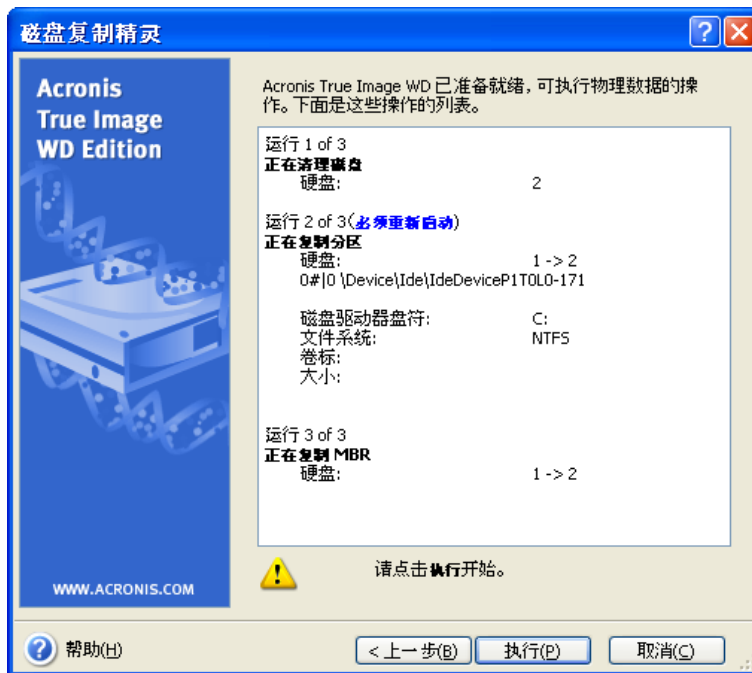 磁盘复制精灵
Acronis
True Image
WD Edition
Acronis True Image WD 已准备就绪,可执行物理数据的操
作。下面是这些操作的列表。
运行 1 of 3
正在清理磁盘
硬盘: 2
运行 2 of 3(必须重新启动)
正在复制分区
硬盘: 1 -> 2
0#|0 \Device\Ide\IdeDeviceP1T0L0-171
磁盘驱动器盘符: C:
文件系统: NTFS
卷标:
大小:
运行 3 of 3
正在复制 MBR
硬盘: 1 -> 2
请点击执行开始。
WWW.ACRONIS.COM
帮助(H)
< 上一步(B)
执行(P)
取消(C)